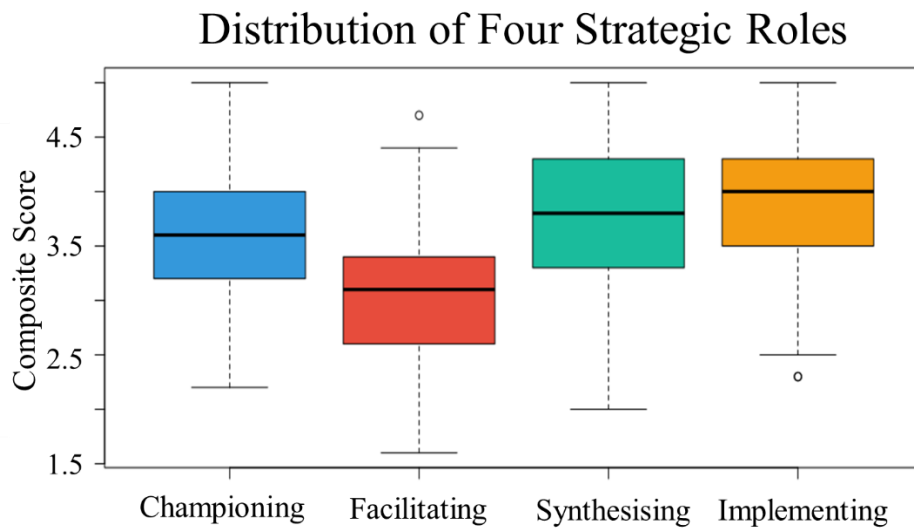 Distribution of Four Strategic Roles
Composite Score
4.5
3.5
2.5
1.5
Championing
Facilitating
Synthesising
Implementing